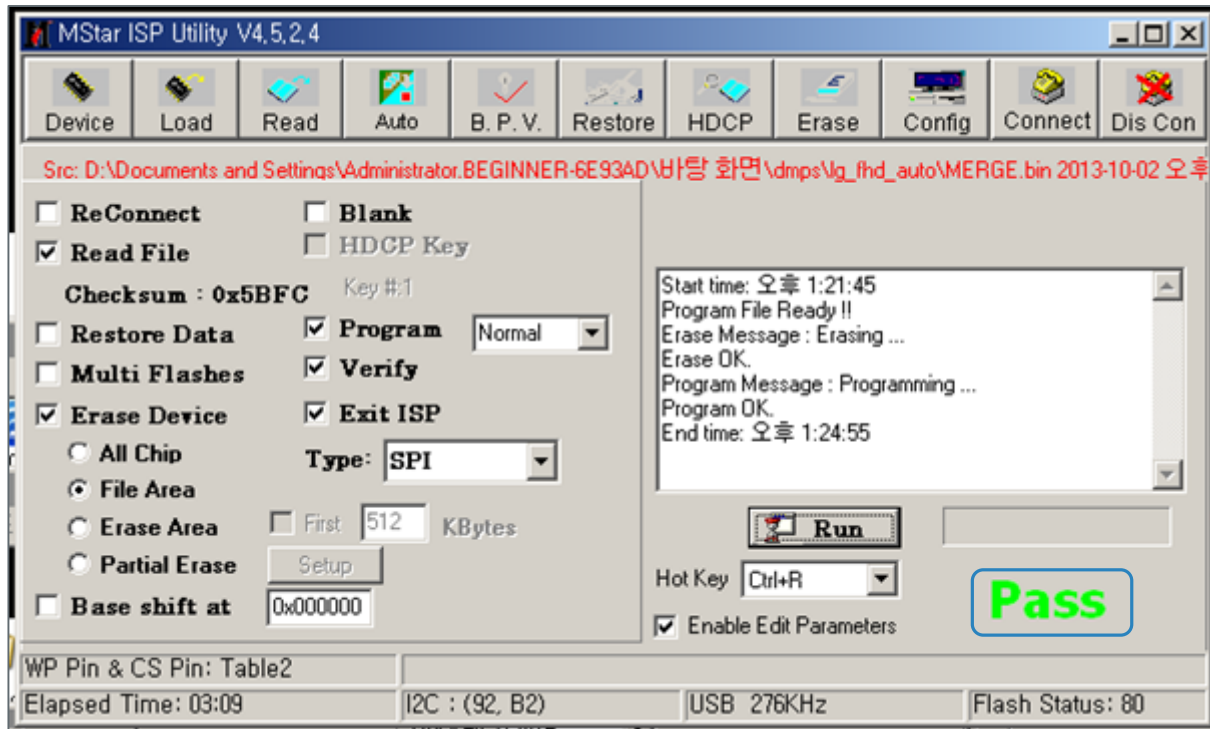 MStar ISP Utility V4,5,2,4
Device Load Read Auto B. P. V. Restore HDCP Erase Config Connect Dis Con
Src: D:\Documents and Settings\Administrator.BEGINNER-6E93AD\바탕 화면\dmps\lg_fhd_auto\MERGE.bin 2013-10-02 오후
ReConnect
Blank
Read File
HDCP Key
Checksum : 0x5BFC
Key #:1
Restore Data
Program
Normal
Multi Flashes
Verify
Erase Device
Exit ISP
All Chip
Type: SPI
File Area
Erase Area
First 512 KBytes
Partial Erase
Setup
Base shift at 0x000000
Start time: 오후 1:21:45
Program File Ready !!
Erase Message : Erasing ...
Erase OK.
Program Message : Programming ...
Program OK.
End time: 오후 1:24:55
Run
Hot Key Ctrl+R
Enable Edit Parameters
Pass
WP Pin & CS Pin: Table2
Elapsed Time: 03:09 I2C : (92, B2) USB 276KHz Flash Status: 80